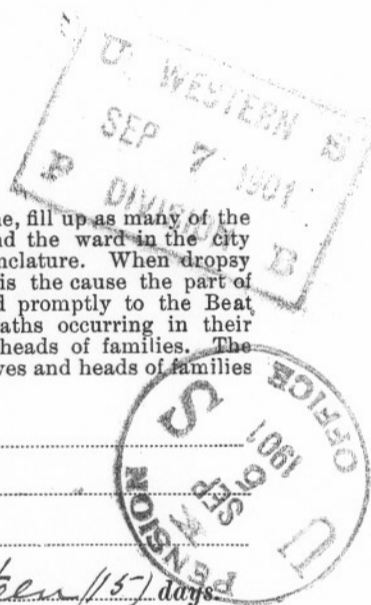 U. WESTERN S
SEP 7 1901
P DIVISION B
ne, fill up as many of the
nd the ward in the city
nclature. When dropsy
is the cause the part of
d promptly to the Beat
aths occurring in their
heads of families. The
ves and heads of families
U S
PENSION OFFICE
SEP 6 1901
teen (15) days.